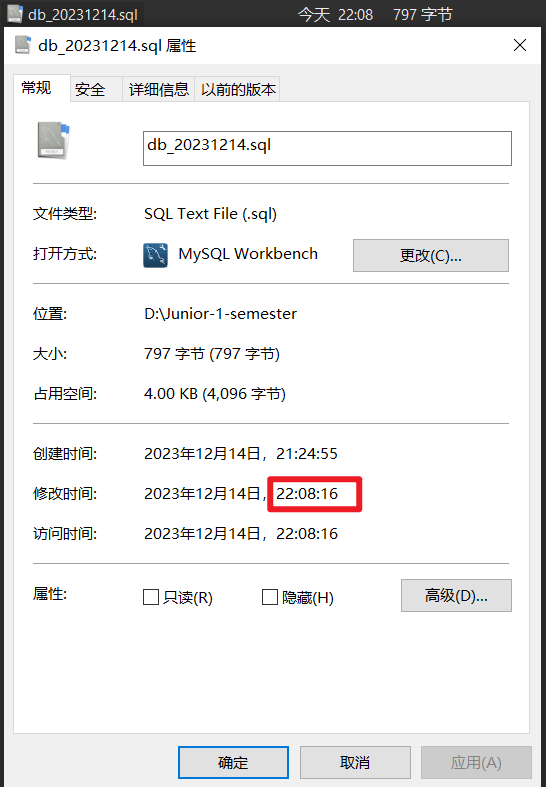 db_20231214.sql 今天 22:08 797 字节
db_20231214.sql 属性
常规 安全 详细信息 以前的版本
db_20231214.sql
文件类型: SQL Text File (.sql)
打开方式: MySQL Workbench 更改(C)...
位置: D:\Junior-1-semester
大小: 797 字节 (797 字节)
占用空间: 4.00 KB (4,096 字节)
创建时间: 2023年12月14日，21:24:55
修改时间: 2023年12月14日，22:08:16
访问时间: 2023年12月14日，22:08:16
属性: 只读(R) 隐藏(H) 高级(D)...
确定 取消 应用(A)